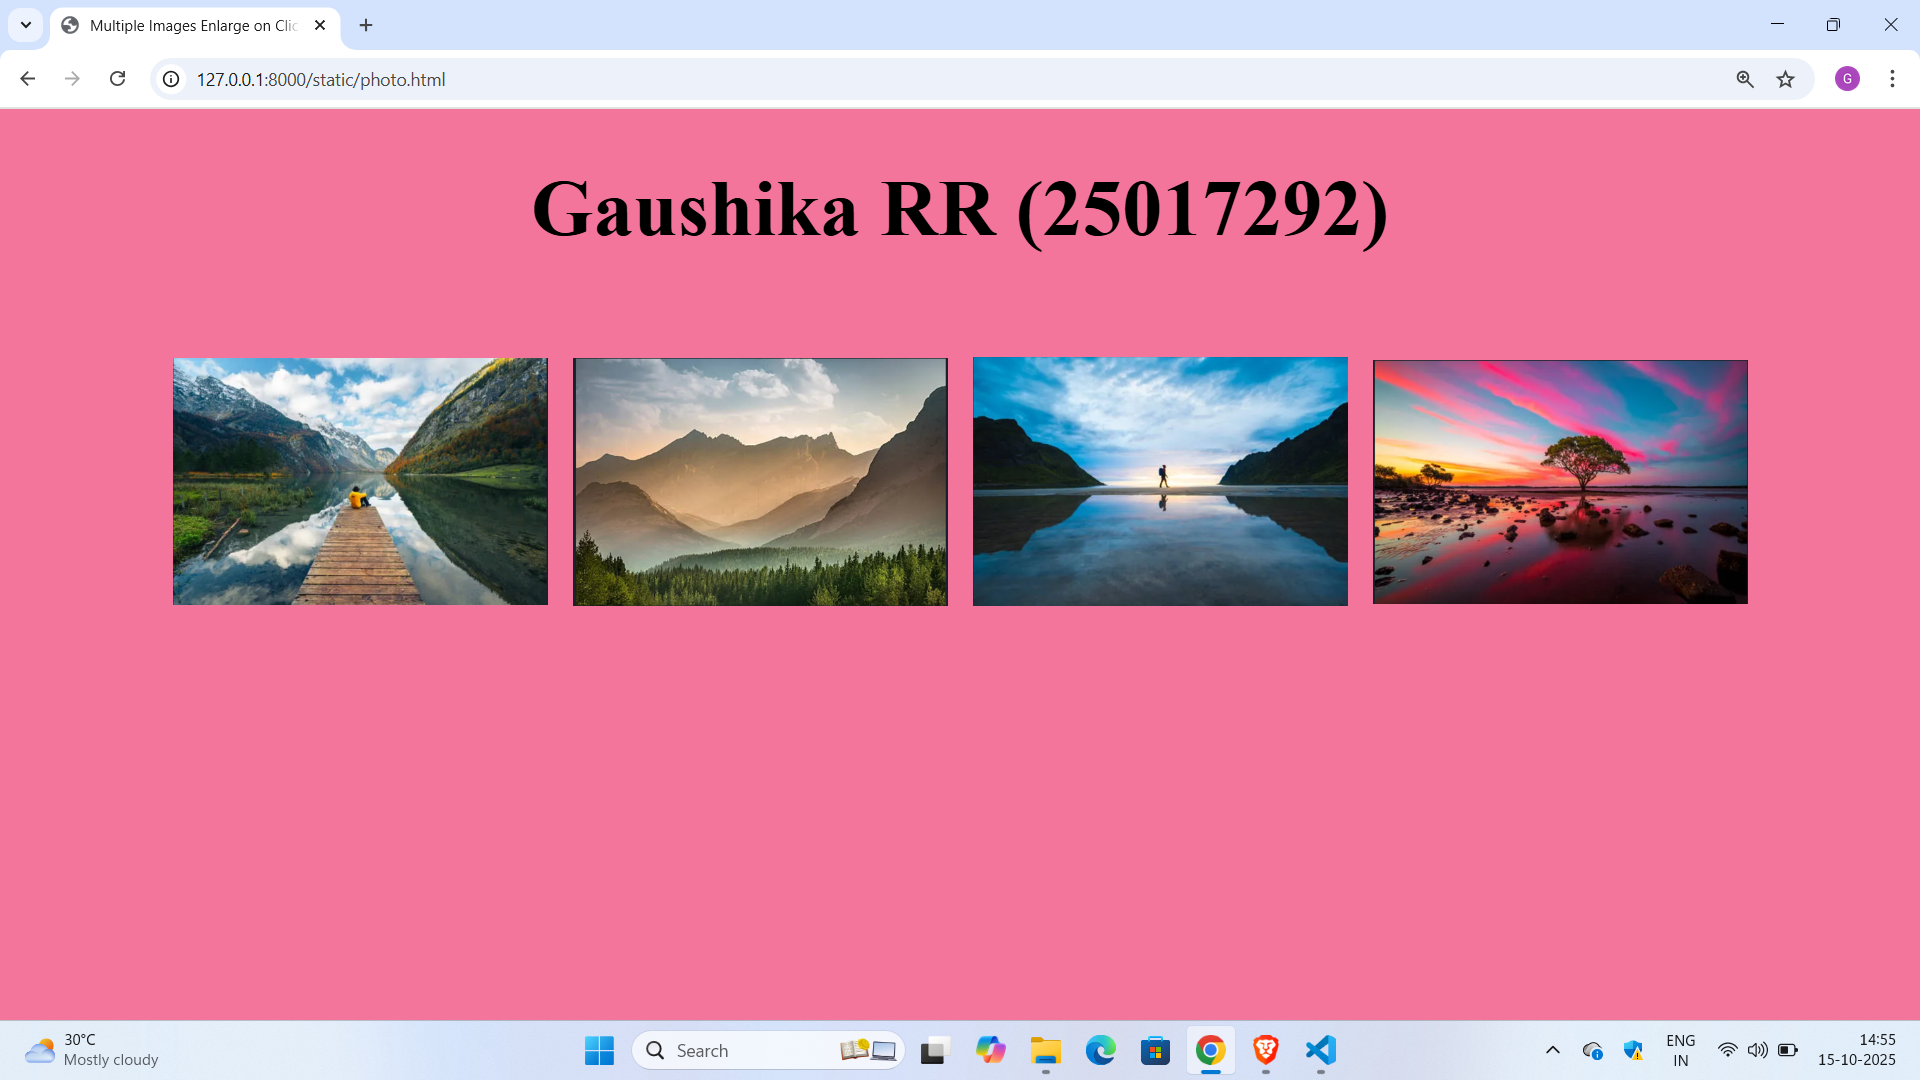 Multiple Images Enlarge on Clic
127.0.0.1:8000/static/photo.html
G
Gaushika RR (25017292)
30°C
Mostly cloudy
Search
ENG
IN
14:55
15-10-2025